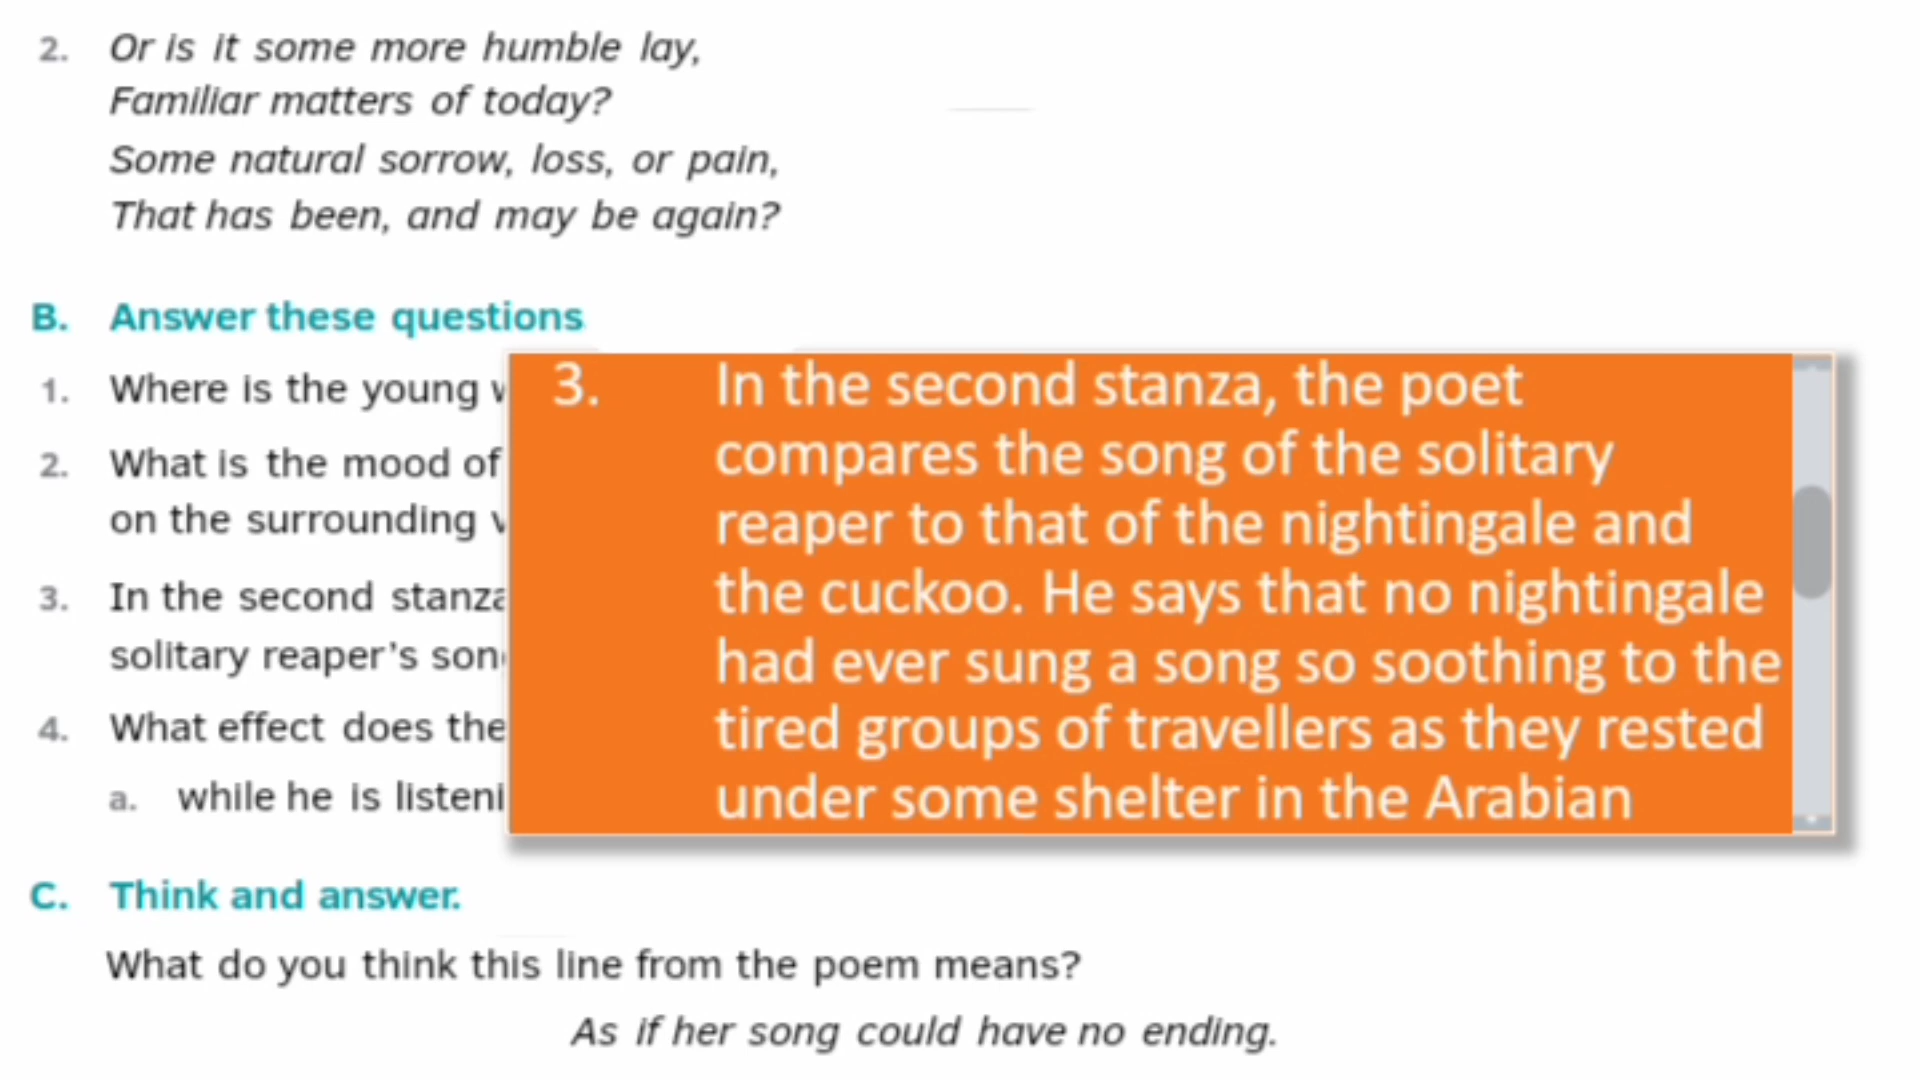 2. Or is it some more humble lay,
Familiar matters of today?
Some natural sorrow, loss, or pain,
That has been, and may be again?
B. Answer these questions
1. Where is the young
2. What is the mood of
on the surrounding
3. In the second stanza
solitary reaper's
4. What effect does the
a. while he is
3. In the second stanza, the poet
compares the song of the solitary
reaper to that of the nightingale and
the cuckoo. He says that no nightingale
had ever sung a song so soothing to the
tired groups of travellers as they rested
under some shelter in the Arabian
C. Think and answer.
What do you think this line from the poem means?
As if her song could have no ending.